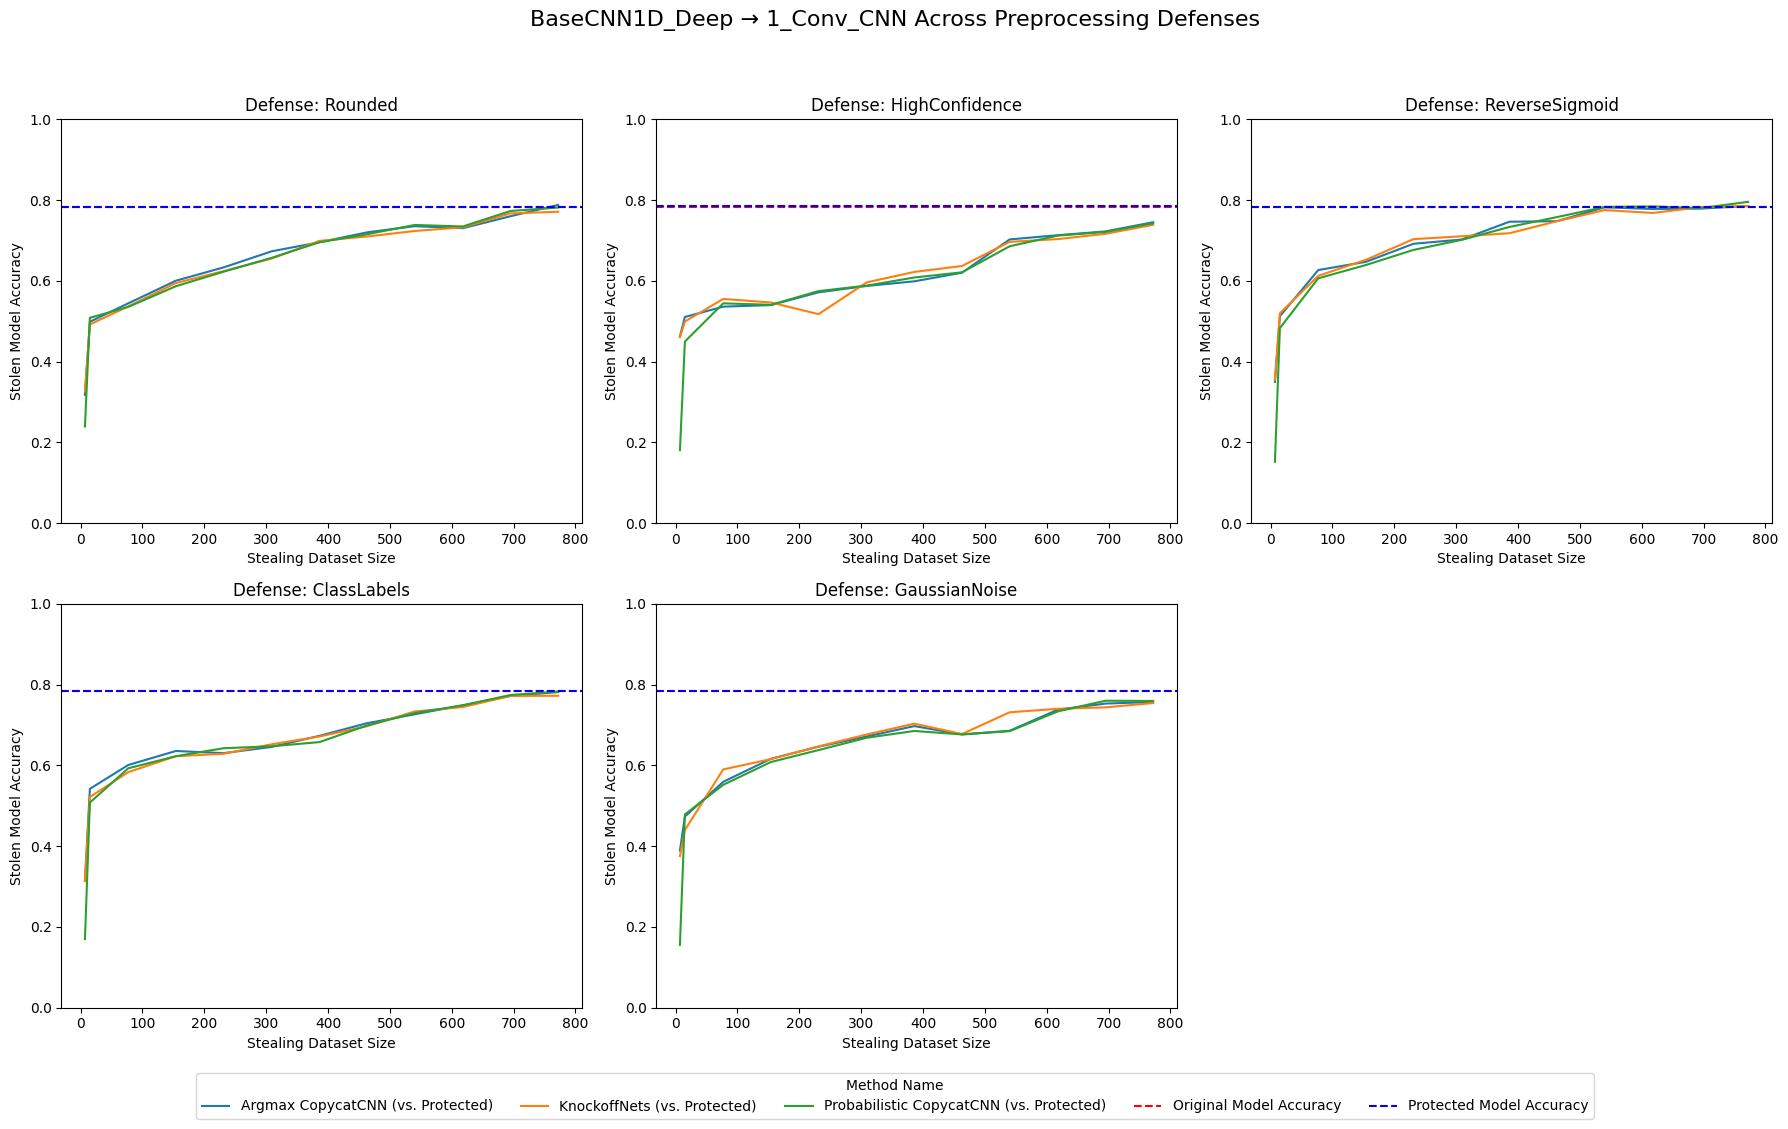 BaseCNN1D_Deep → 1_Conv_CNN Across Preprocessing Defenses
Defense: Rounded
1.0
0.8
0.6
0.4
0.2
0.0
Stolen Model Accuracy
0 100 200 300 400 500 600 700 800
Stealing Dataset Size
Defense: HighConfidence
1.0
0.8
0.6
0.4
0.2
0.0
Stolen Model Accuracy
0 100 200 300 400 500 600 700 800
Stealing Dataset Size
Defense: ReverseSigmoid
1.0
0.8
0.6
0.4
0.2
0.0
Stolen Model Accuracy
0 100 200 300 400 500 600 700 800
Stealing Dataset Size
Defense: ClassLabels
1.0
0.8
0.6
0.4
0.2
0.0
Stolen Model Accuracy
0 100 200 300 400 500 600 700 800
Stealing Dataset Size
Defense: GaussianNoise
1.0
0.8
0.6
0.4
0.2
0.0
Stolen Model Accuracy
0 100 200 300 400 500 600 700 800
Stealing Dataset Size
Method Name
Argmax CopycatCNN (vs. Protected) KnockoffNets (vs. Protected) Probabilistic CopycatCNN (vs. Protected) Original Model Accuracy Protected Model Accuracy